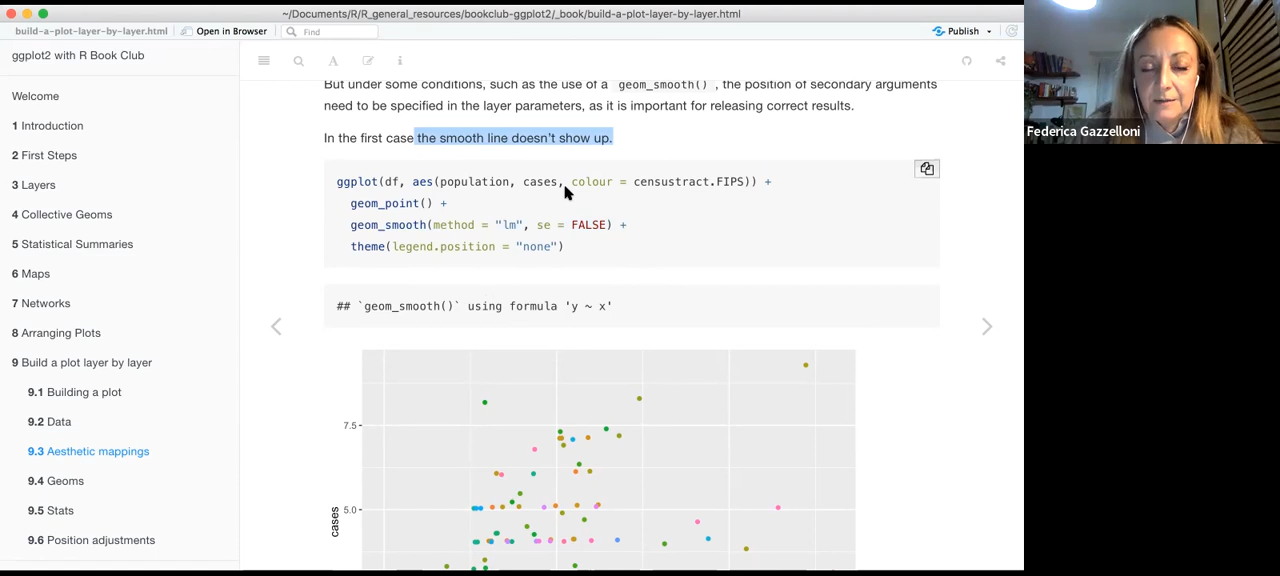 ~/Documents/R/R_general_resources/bookclub-ggplot2/_book/build-a-plot-layer-by-layer.html
build-a-plot-layer-by-layer.html
Open in Browser
Find
Publish
ggplot2 with R Book Club
Welcome
1 Introduction
2 First Steps
3 Layers
4 Collective Geoms
5 Statistical Summaries
6 Maps
7 Networks
8 Arranging Plots
9 Build a plot layer by layer
9.1 Building a plot
9.2 Data
9.3 Aesthetic mappings
9.4 Geoms
9.5 Stats
9.6 Position adjustments
But under some conditions, such as the use of a geom_smooth() , the position of secondary arguments
need to be specified in the layer parameters, as it is important for releasing correct results.
In the first case the smooth line doesn't show up.
ggplot(df, aes(population, cases, colour = censustract.FIPS)) +
geom_point() +
geom_smooth(method = "lm", se = FALSE) +
theme(legend.position = "none")
## `geom_smooth()` using formula 'y ~ x'
7.5
5.0
cases
Federica Gazzelloni